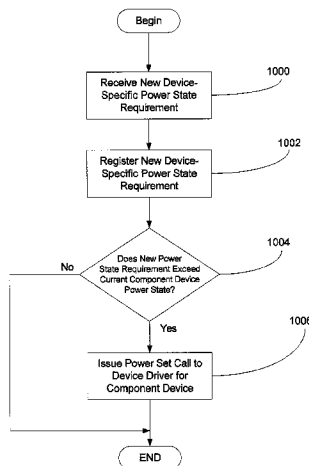 Begin
Receive New Device-
Specific Power State
Requirement
1000
Register New Device-
Specific Power State
Requirement
1002
Does New Power
State Requirement Exceed
Current Component Device
Power State?
1004
No
Yes
Issue Power Set Call to
Device Driver for
Component Device
1006
END